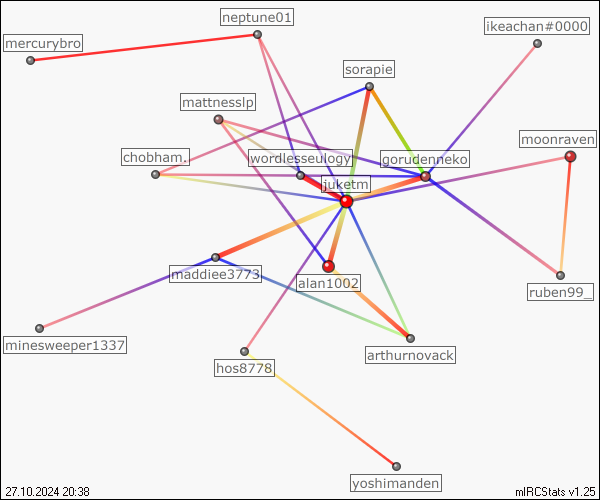 neptune01
ikeachan#0000
mercurybro
sorapie
mattnesslp
moonraven
chobham.
wordlesseulogy
gorudenneko
juketm
maddiee3773
alan1002
ruben99_
minesweeper1337
arthurnovack
hos8778
yoshimanden
27.10.2024 20:38
mIRCStats v1.25